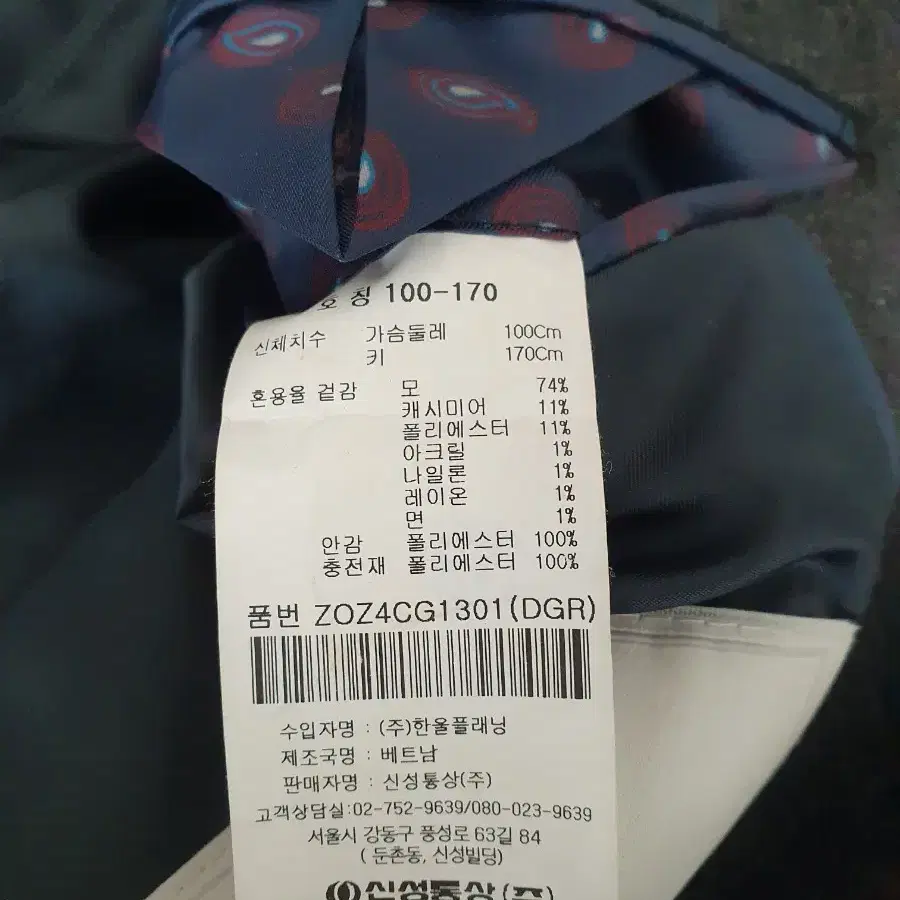 호칭 100-170
신체치수 가슴둘레 100Cm
키 170Cm
혼용율 겉감 모 74%
캐시미어 11%
폴리에스터 11%
아크릴 1%
나일론 1%
레이온 1%
면 1%
안감 폴리에스터 100%
충전재 폴리에스터 100%
품번 ZOZ4CG1301(DGR)
수입자명 : (주)한울플래닝
제조국명 : 베트남
판매자명 : 신성통상(주)
고객상담실:02-752-9639/080-023-9639
서울시 강동구 풍성로 63길 84
( 둔촌동, 신성빌딩)
신성통상(주)